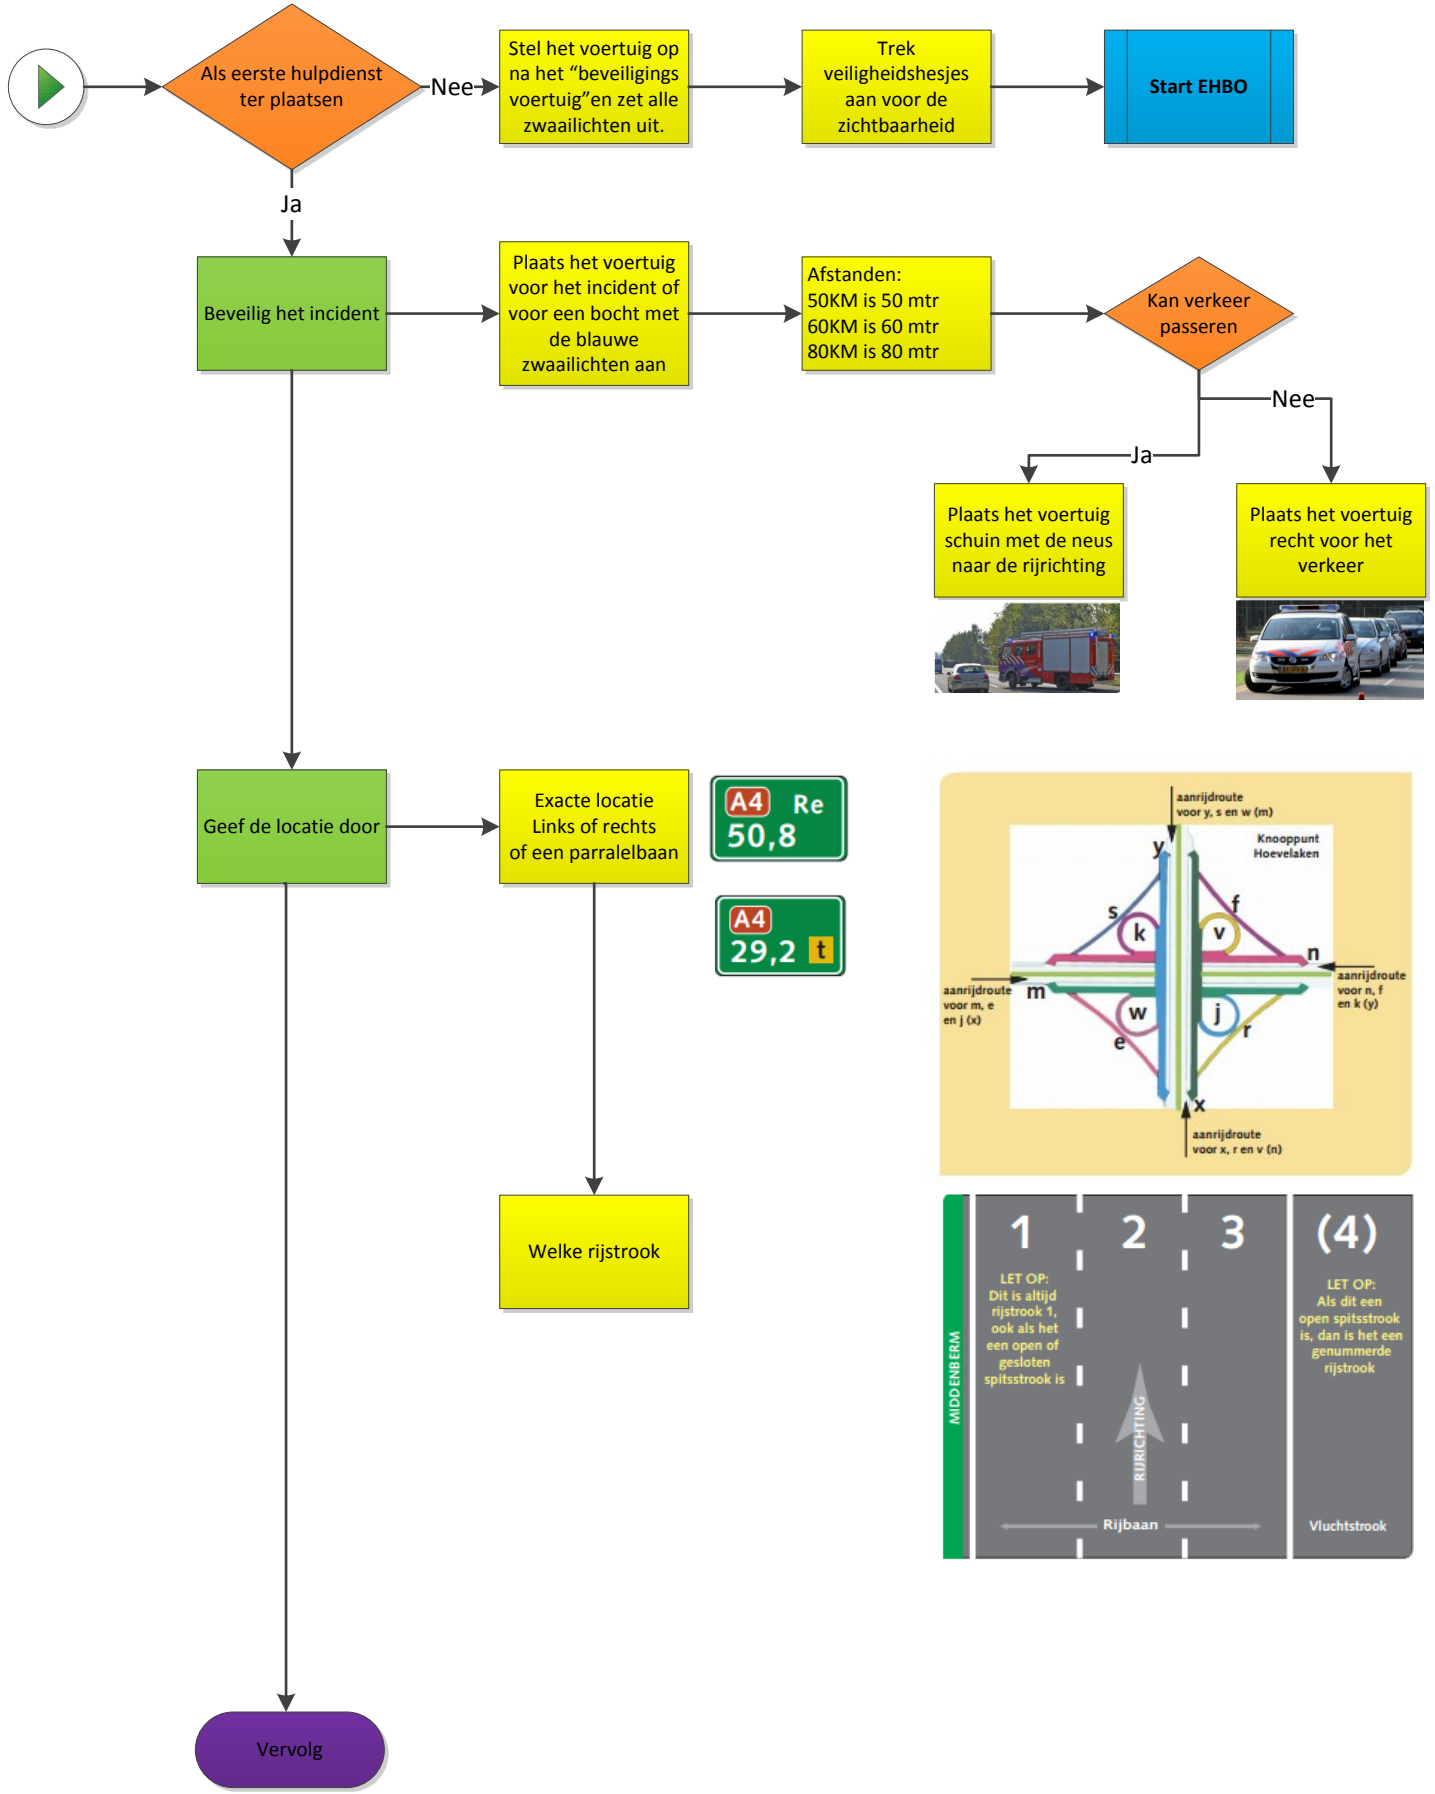 Als eerste hulpdienst
ter plaatsen
Nee
Stel het voertuig op
na het “beveiligings
voertuig”en zet alle
zwaailichten uit.
Trek
veiligheidshesjes
aan voor de
zichtbaarheid
Start EHBO
Ja
Beveilig het incident
Plaats het voertuig
voor het incident of
voor een bocht met
de blauwe
zwaailichten aan
Afstanden:
50KM is 50 mtr
60KM is 60 mtr
80KM is 80 mtr
Kan verkeer
passeren
Nee
Ja
Plaats het voertuig
schuin met de neus
naar de rijrichting
Plaats het voertuig
recht voor het
verkeer
Geef de locatie door
Exacte locatie
Links of rechts
of een parralelbaan
A4 Re
50,8
A4
29,2 t
aanrijdroute
voor y, s en w (m)
Knooppunt
Hoevelaken
y
s
f
k
v
n
aanrijdroute
voor n, f
en k (y)
aanrijdroute
voor m, e
en j (x)
m
w
j
e
r
x
aanrijdroute
voor x, r en v (n)
Welke rijstrook
1
2
3
(4)
LET OP:
Dit is altijd
rijstrook 1,
ook als het
een open of
gesloten
spitsstrook is
LET OP:
Als dit een
open spitsstrook
is, dan is het een
genummerde
rijstrook
MIDDENBERM
RIJRICHTING
Rijbaan
Vluchtstrook
Vervolg